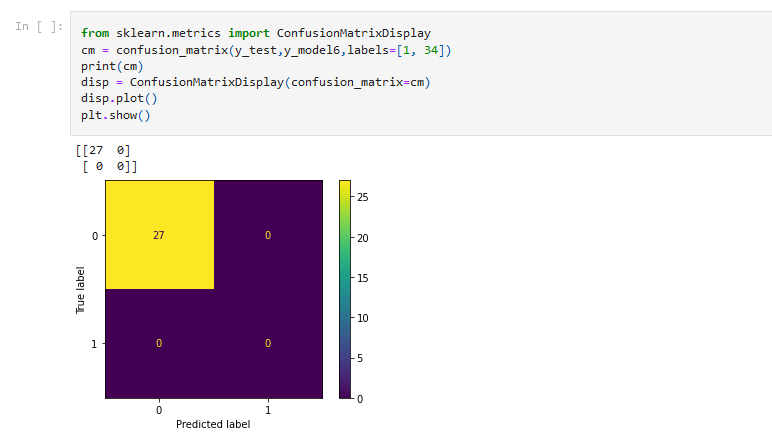 In [ ]:
from sklearn.metrics import ConfusionMatrixDisplay
cm = confusion_matrix(y_test,y_model6,labels=[1, 34])
print(cm)
disp = ConfusionMatrixDisplay(confusion_matrix=cm)
disp.plot()
plt.show()
[[27  0]
 [ 0  0]]
27 0
0 0
0
1
True label
0 1
Predicted label
25
20
15
10
5
0